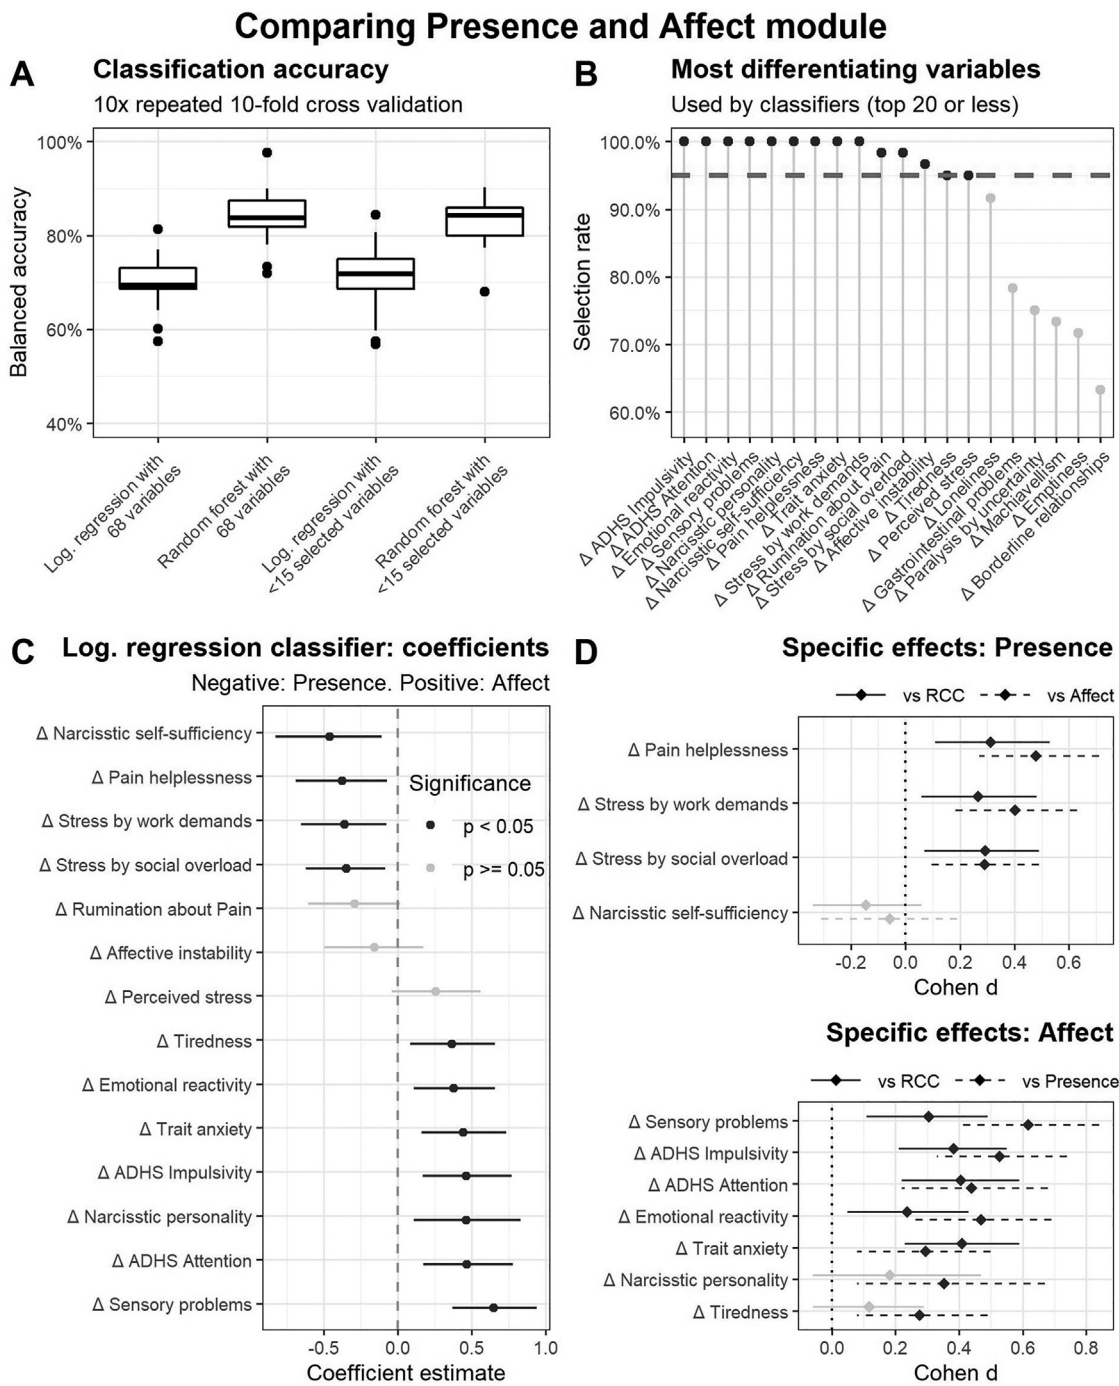 Comparing Presence and Affect module
A
Classification accuracy
10x repeated 10-fold cross validation
Balanced accuracy
100%
80%
60%
40%
Log. regression with
68 variables
Random forest with
68 variables
Log. regression with
<15 selected variables
Random forest with
<15 selected variables
B
Most differentiating variables
Used by classifiers (top 20 or less)
Selection rate
100.0%
90.0%
80.0%
70.0%
60.0%
Δ ADHS Impulsivity
Δ ADHS Attention
Δ Emotional reactivity
Δ Sensory problems
Δ Narcisstic personality
Δ Narcisstic self-sufficiency
Δ Pain helplessness
Δ Trait anxiety
Δ Stress by work demands
Δ Rumination about Pain
Δ Stress by social overload
Δ Affective instability
Δ Tiredness
Δ Perceived stress
Δ Loneliness
Δ Gastrointestinal problems
Δ Paralysis by uncertainty
Δ Machiavellism
Δ Emptiness
Δ Borderline relationships
C
Log. regression classifier: coefficients
Negative: Presence. Positive: Affect
Δ Narcisstic self-sufficiency
Δ Pain helplessness
Δ Stress by work demands
Δ Stress by social overload
Δ Rumination about Pain
Δ Affective instability
Δ Perceived stress
Δ Tiredness
Δ Emotional reactivity
Δ Trait anxiety
Δ ADHS Impulsivity
Δ Narcisstic personality
Δ ADHS Attention
Δ Sensory problems
Significance
p < 0.05
p >= 0.05
-0.5 0.0 0.5 1.0
Coefficient estimate
D
Specific effects: Presence
vs RCC vs Affect
Δ Pain helplessness
Δ Stress by work demands
Δ Stress by social overload
Δ Narcisstic self-sufficiency
-0.2 0.0 0.2 0.4 0.6
Cohen d
Specific effects: Affect
vs RCC vs Presence
Δ Sensory problems
Δ ADHS Impulsivity
Δ ADHS Attention
Δ Emotional reactivity
Δ Trait anxiety
Δ Narcisstic personality
Δ Tiredness
0.0 0.2 0.4 0.6 0.8
Cohen d